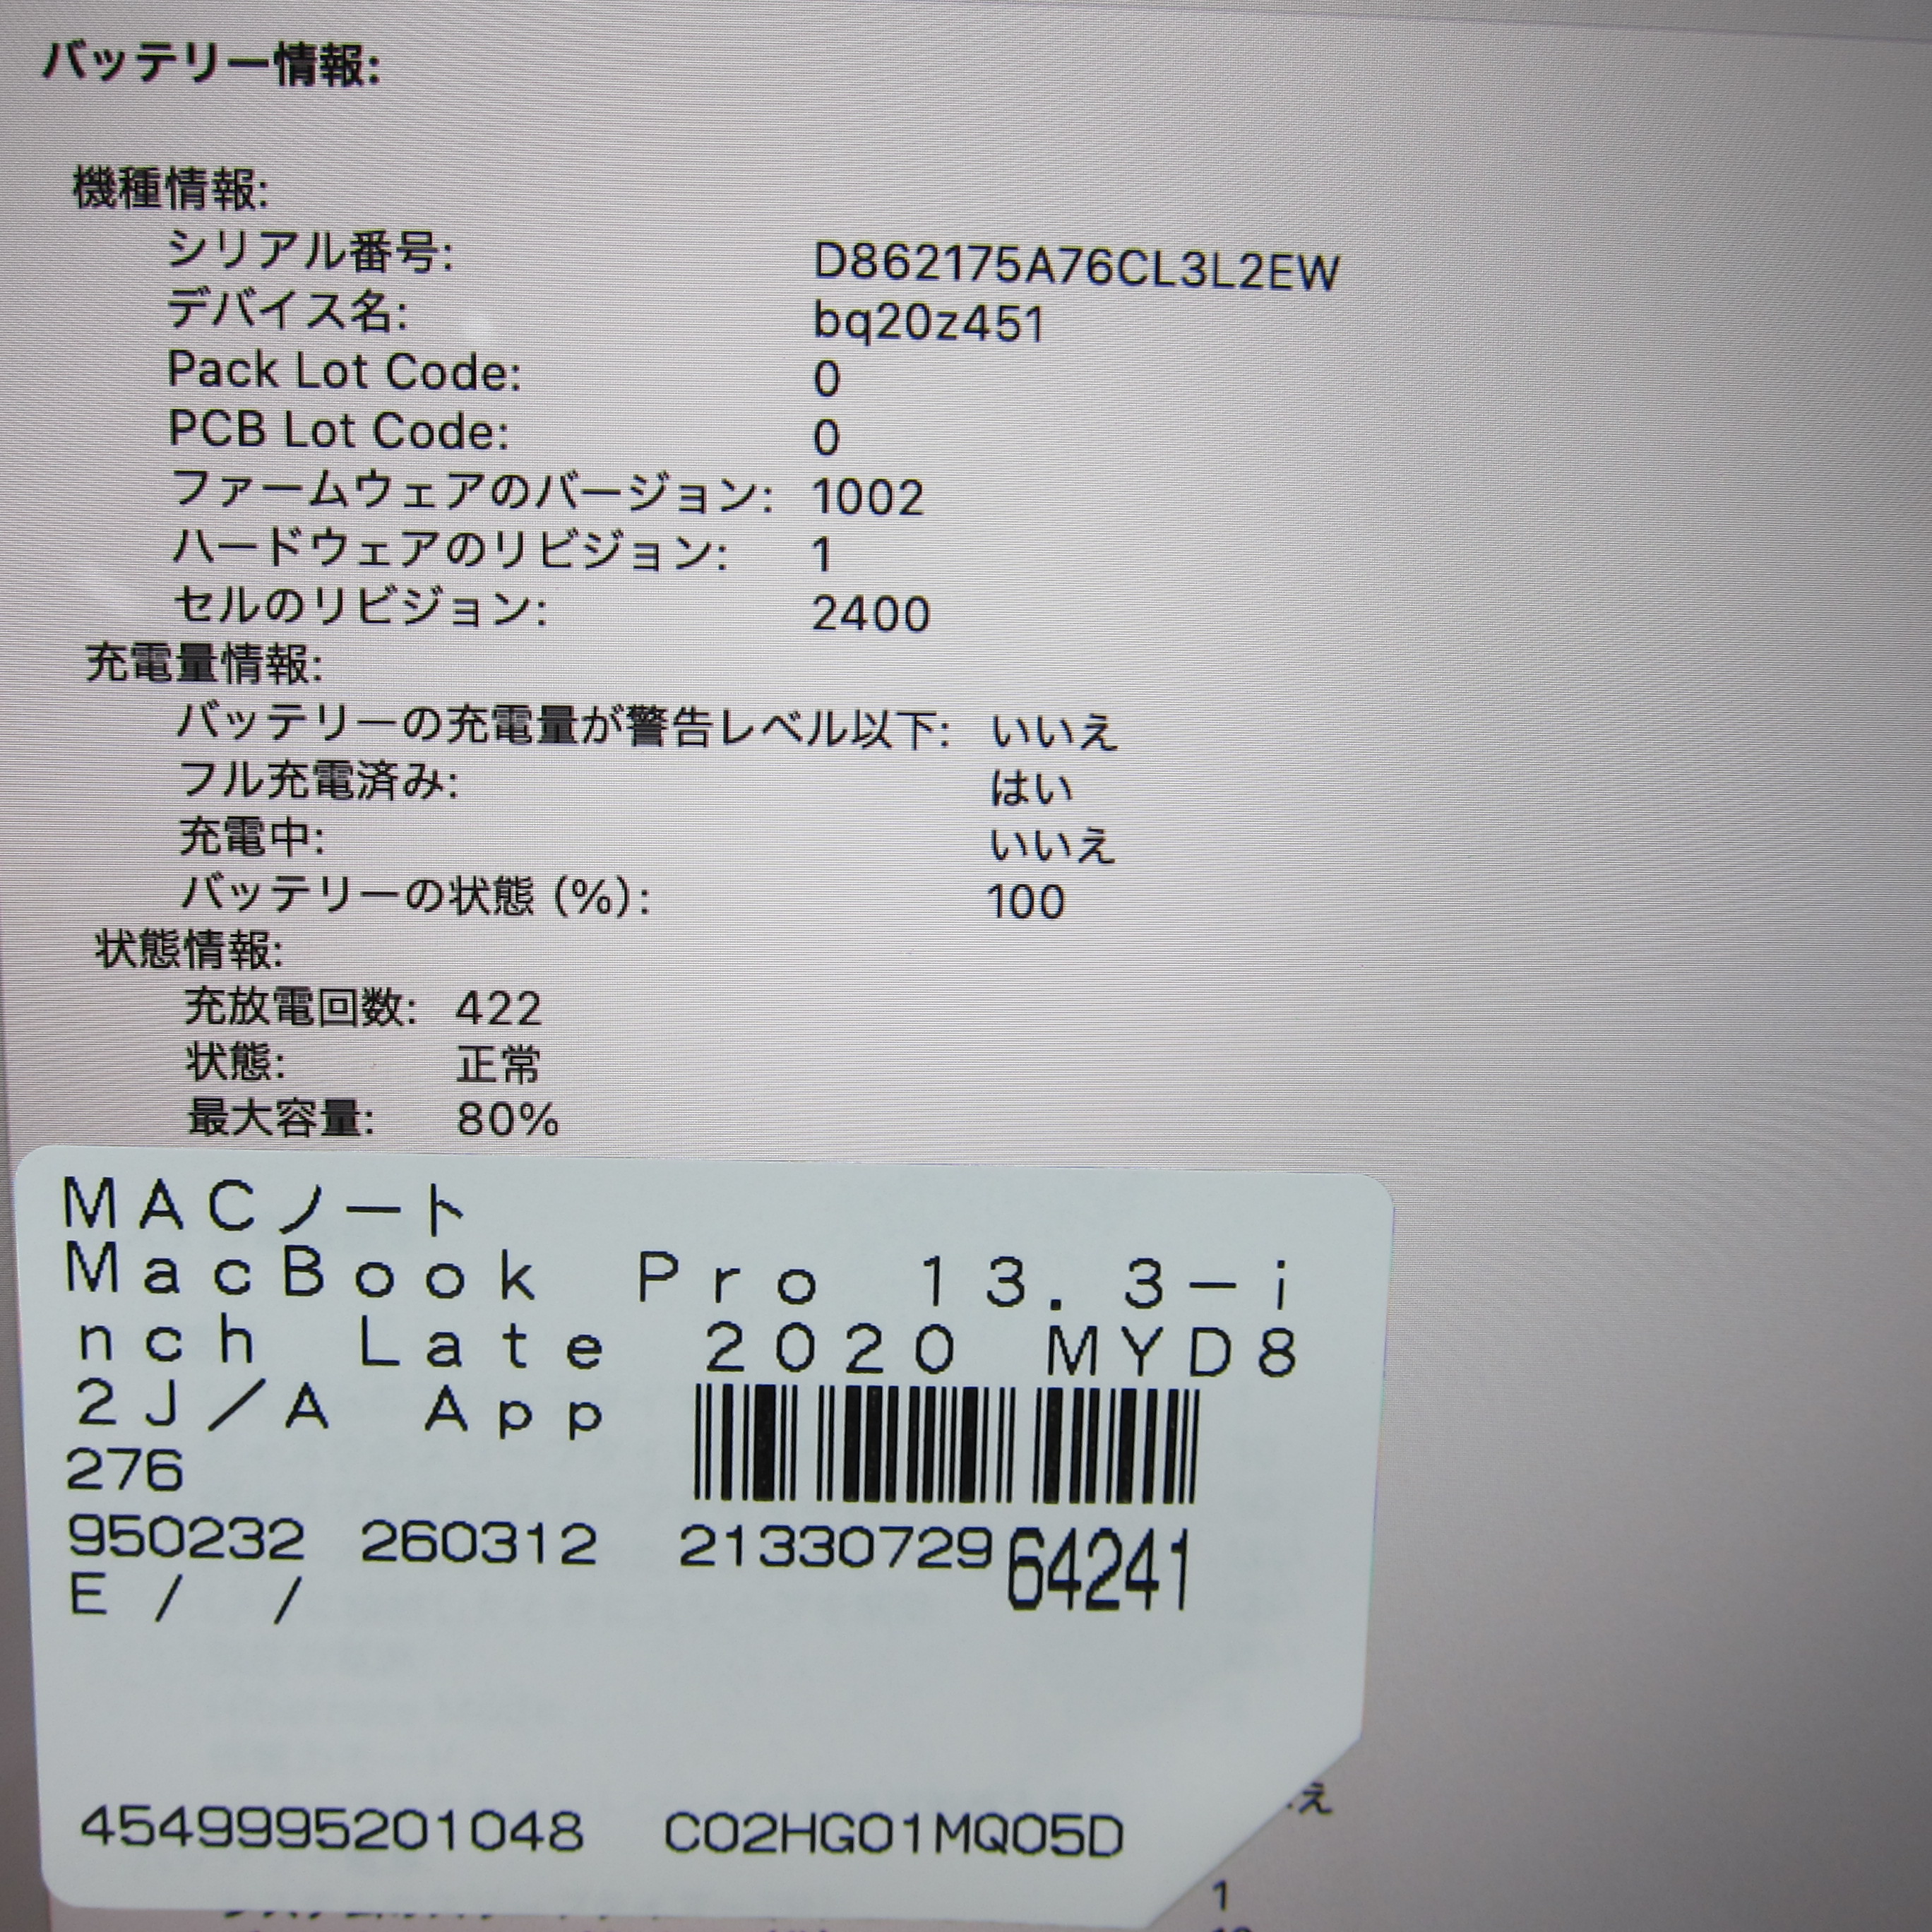 バッテリー情報:
機種情報:
シリアル番号: D862175A76CL3L2EW
デバイス名: bq20z451
Pack Lot Code: 0
PCB Lot Code: 0
ファームウェアのバージョン: 1002
ハードウェアのリビジョン: 1
セルのリビジョン: 2400
充電量情報:
バッテリーの充電量が警告レベル以下: いいえ
フル充電済み: はい
充電中: いいえ
バッテリーの状態 (%): 100
状態情報:
充放電回数: 422
状態: 正常
最大容量: 80%
MACノート
MacBook Pro 13.3-i
nch Late 2020 MYD8
2J/A App
276
950232 260312 21330729 64241
E / /
4549995201048 C02HG01MQ05D
え
1